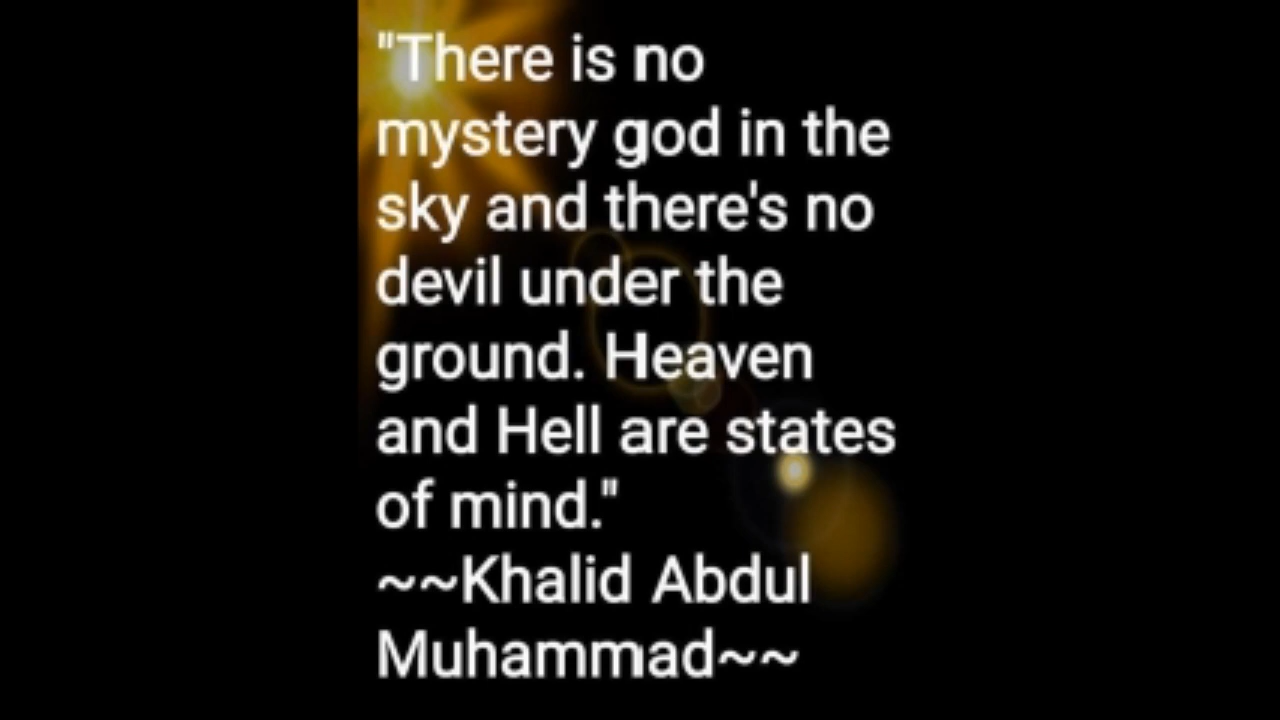 "There is no
mystery god in the
sky and there's no
devil under the
ground. Heaven
and Hell are states
of mind."
~~Khalid Abdul
Muhammad~~